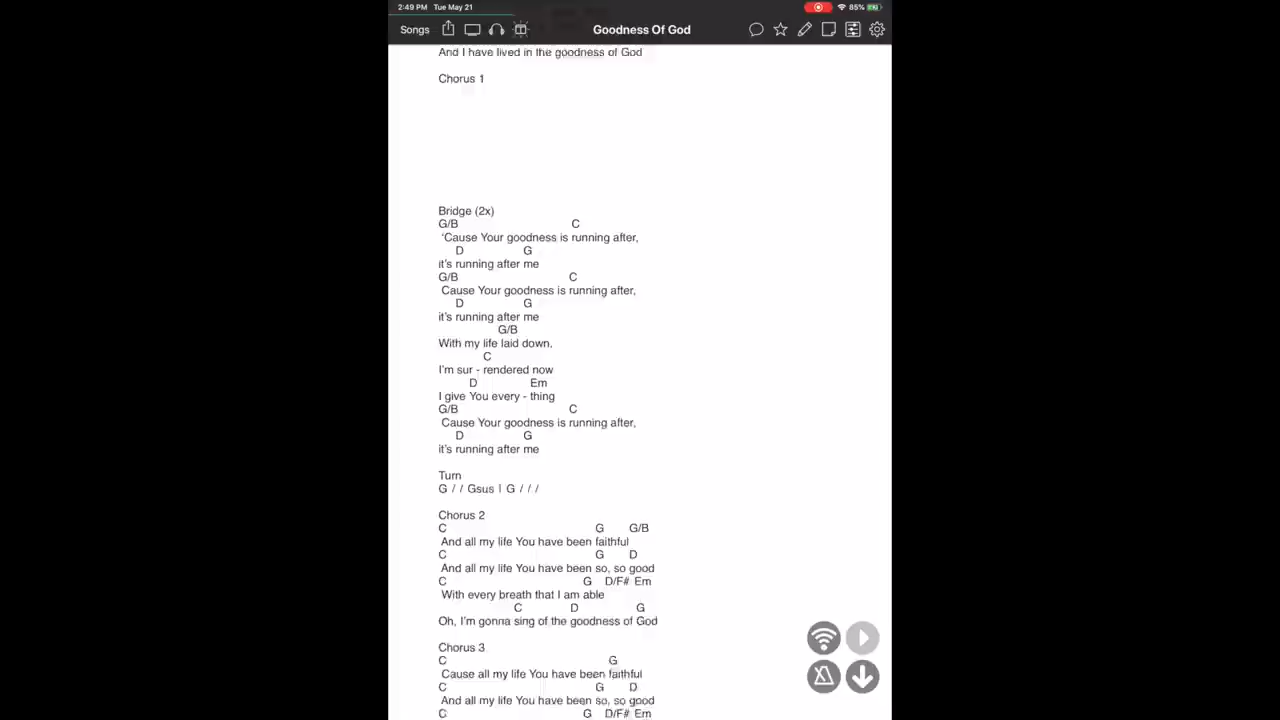 2:49 PM Tue May 21 85%
Songs Goodness Of God
And I have lived in the goodness of God
Chorus 1
Bridge (2x)
G/B C
‘Cause Your goodness is running after,
D G
it's running after me
G/B C
Cause Your goodness is running after,
D G
it's running after me
G/B
With my life laid down,
C
I'm sur - rendered now
D Em
I give You every - thing
G/B C
Cause Your goodness is running after,
D G
it's running after me
Turn
G / / Gsus | G / / /
Chorus 2
C G G/B
And all my life You have been faithful
C G D
And all my life You have been so, so good
C G D/F# Em
With every breath that I am able
C D G
Oh, I'm gonna sing of the goodness of God
Chorus 3
C G
Cause all my life You have been faithful
C G D
And all my life You have been so, so good
C G D/F# Em